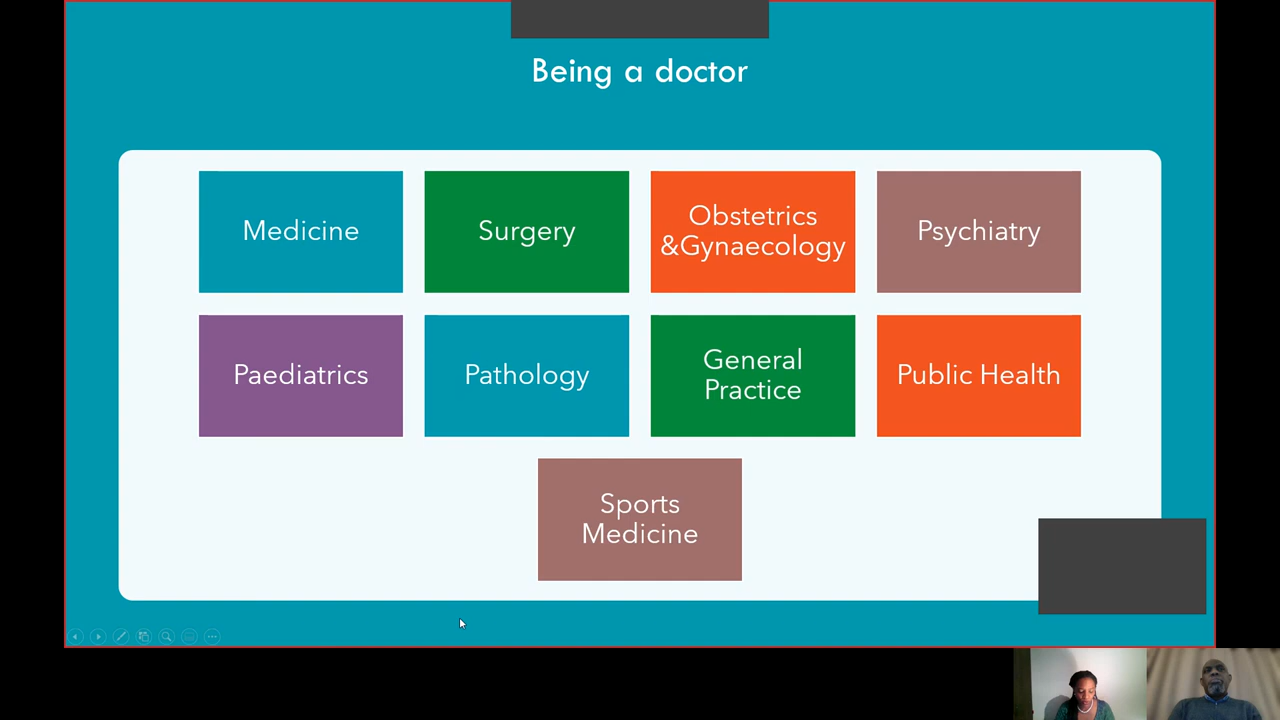 Being a doctor
Medicine
Surgery
Obstetrics
&Gynaecology
Psychiatry
Paediatrics
Pathology
General
Practice
Public Health
Sports
Medicine